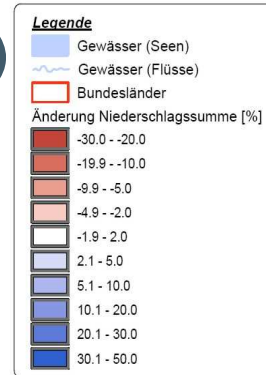 Legende
Gewässer (Seen)
Gewässer (Flüsse)
Bundesländer
Änderung Niederschlagssumme [%]
-30.0 - -20.0
-19.9 - -10.0
-9.9 - -5.0
-4.9 - -2.0
-1.9 - 2.0
2.1 - 5.0
5.1 - 10.0
10.1 - 20.0
20.1 - 30.0
30.1 - 50.0